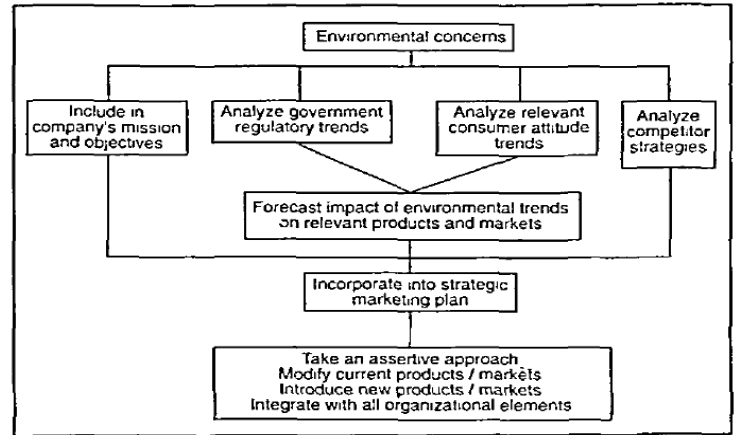 Environmental concerns
Include in
company's mission
and objectives
Analyze government
regulatory trends
Analyze relevant
consumer attitude
trends
Analyze
competitor
strategies
Forecast impact of environmental trends
on relevant products and markets
Incorporate into strategic
marketing plan
Take an assertive approach
Modify current products / markets
Introduce new products / markets
Integrate with all organizational elements